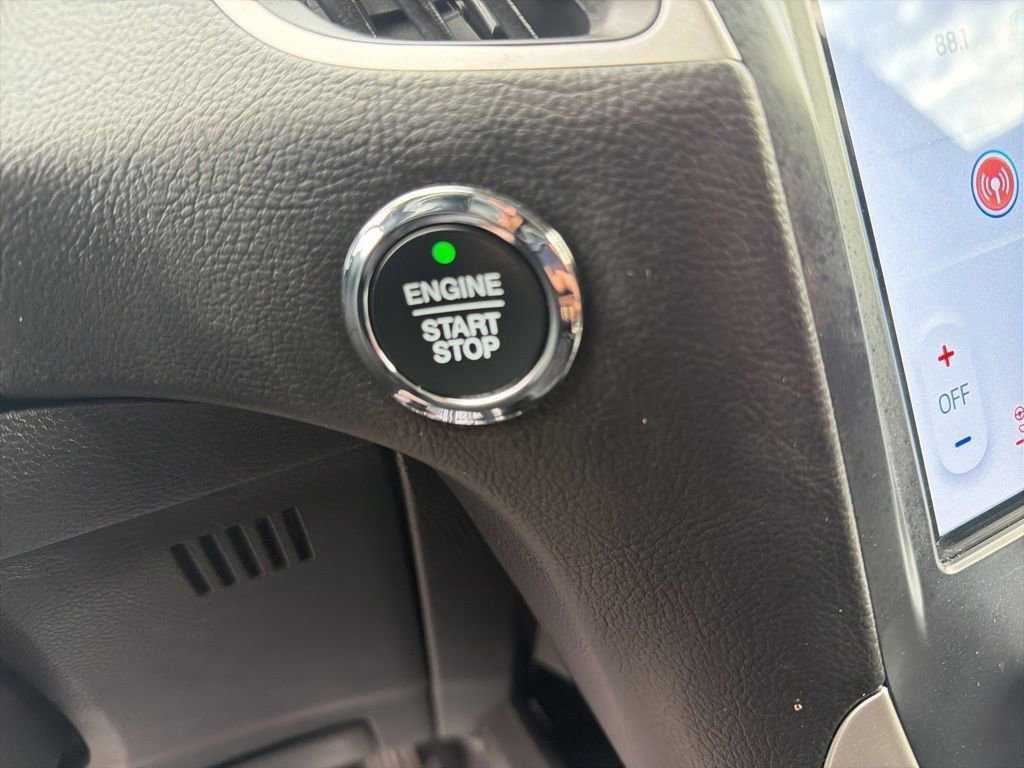 88.1
ENGINE
START
STOP
OFF